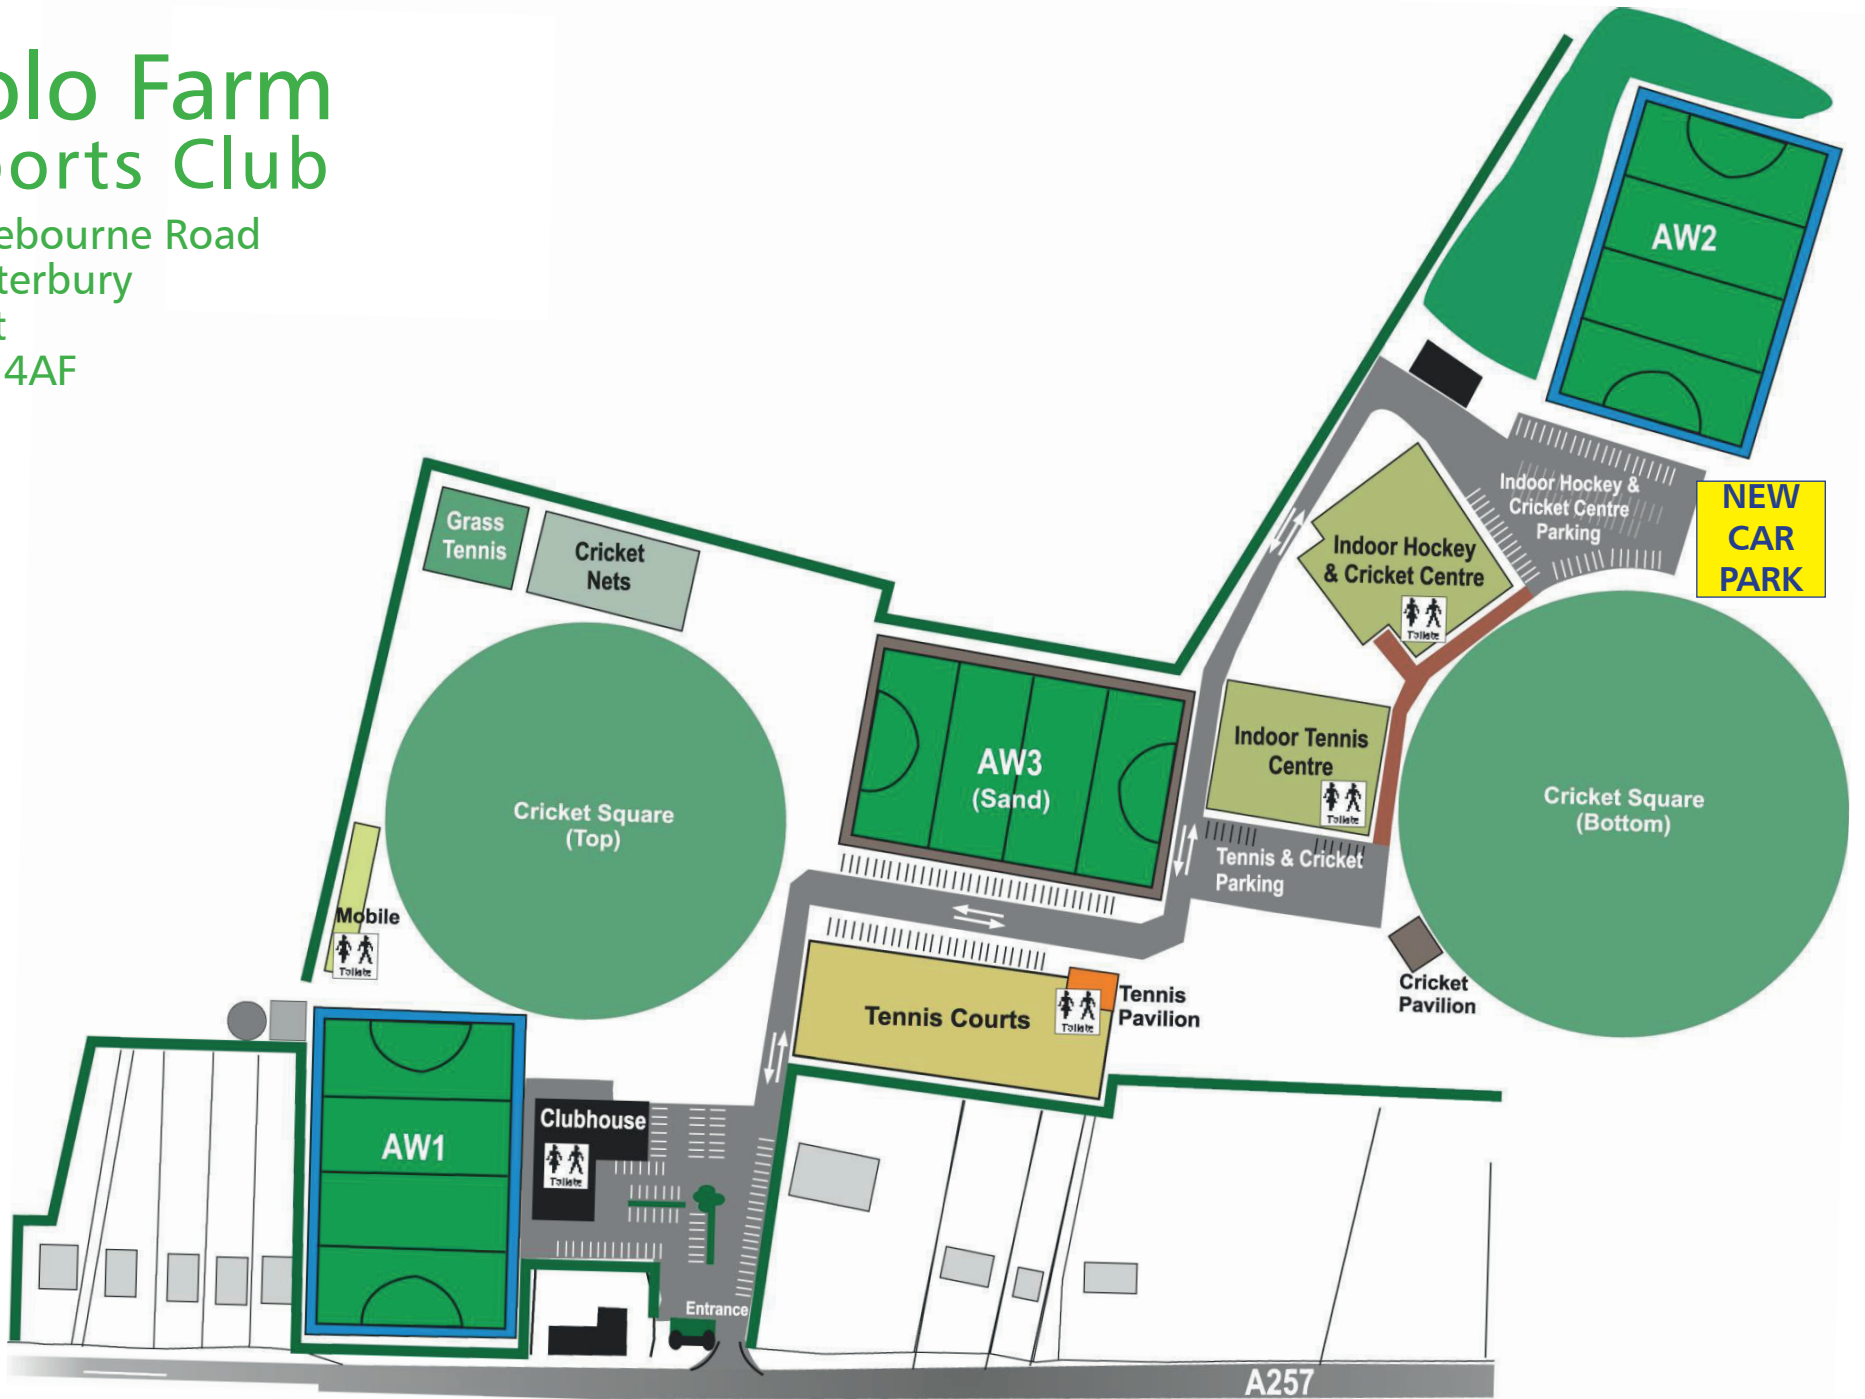 olo Farm
ports Club
ebourne Road
terbury
t
4AF
AW2
NEW
CAR
PARK
Indoor Hockey &
Cricket Centre
Parking
Grass
Tennis
Cricket
Nets
Indoor Hockey
& Cricket Centre
Toilets
AW3
(Sand)
Indoor Tennis
Centre
Toilets
Cricket Square
(Top)
Cricket Square
(Bottom)
Tennis & Cricket
Parking
Mobile
Toilets
Tennis Courts
Toilets
Tennis
Pavilion
Cricket
Pavilion
AW1
Clubhouse
Toilets
Entrance
A257